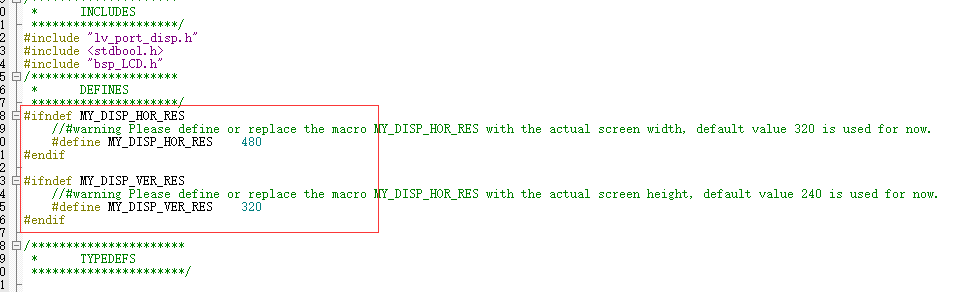 /*********************
0 * INCLUDES
1 *********************/
2 #include "lv_port_disp.h"
3 #include <stdbool.h>
4 #include "bsp_LCD.h"
5 /*********************
6 * DEFINES
7 *********************/
8 #ifndef MY_DISP_HOR_RES
9 //#warning Please define or replace the macro MY_DISP_HOR_RES with the actual screen width, default value 320 is used for now.
0 #define MY_DISP_HOR_RES 480
1 #endif
2
3 #ifndef MY_DISP_VER_RES
4 //#warning Please define or replace the macro MY_DISP_HOR_RES with the actual screen height, default value 240 is used for now.
5 #define MY_DISP_VER_RES 320
6 #endif
7
8 /**********************
9 * TYPEDEFS
0 **********************/
1